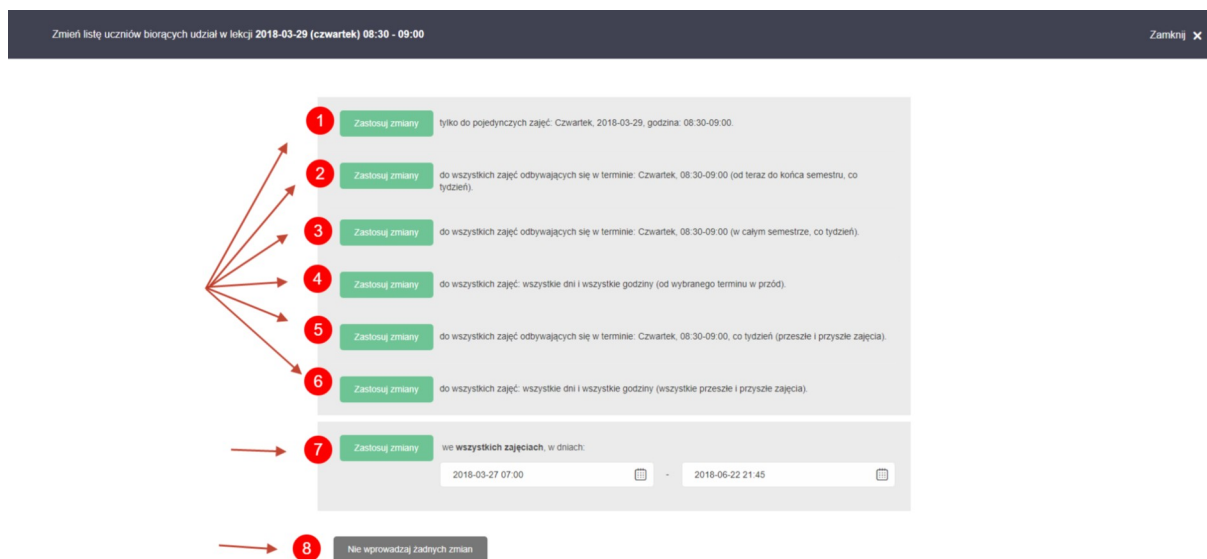 Zmień listę uczniów biorących udział w lekcji 2018-03-29 (czwartek) 08:30 - 09:00
Zamknij ×
1 Zastosuj zmiany tylko do pojedynczych zajęć: Czwartek, 2018-03-29, godzina: 08:30-09:00.
2 Zastosuj zmiany do wszystkich zajęć odbywających się w terminie: Czwartek, 08:30-09:00 (od teraz do końca semestru, co
tydzień).
3 Zastosuj zmiany do wszystkich zajęć odbywających się w terminie: Czwartek, 08:30-09:00 (w całym semestrze, co tydzień).
4 Zastosuj zmiany do wszystkich zajęć: wszystkie dni i wszystkie godziny (od wybranego terminu w przód).
5 Zastosuj zmiany do wszystkich zajęć odbywających się w terminie: Czwartek, 08:30-09:00, co tydzień (przeszłe i przyszłe zajęcia).
6 Zastosuj zmiany do wszystkich zajęć: wszystkie dni i wszystkie godziny (wszystkie przeszłe i przyszłe zajęcia).
7 Zastosuj zmiany we wszystkich zajęciach, w dniach:
2018-03-27 07:00 - 2018-06-22 21:45
8 Nie wprowadzaj żadnych zmian